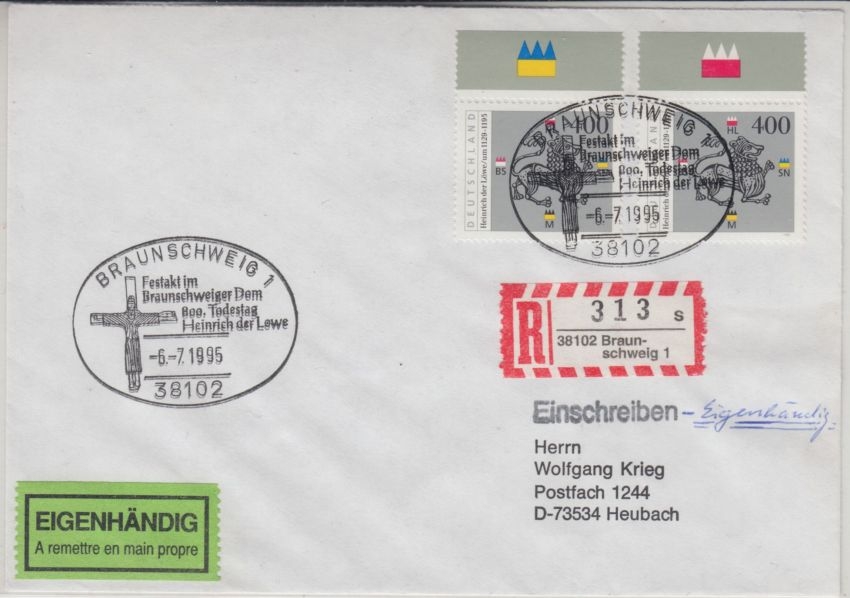 DEUTSCHLAND
Heinrich der Löwe/um 1129-1195
400
BS
M
HL
400
SN
M
BRAUNSCHWEIG 1
Festakt im
Braunschweiger Dom
800. Todestag
Heinrich der Löwe
-6.-7.1995
38102
BRAUNSCHWEIG 1
Festakt im
Braunschweiger Dom
800. Todestag
Heinrich der Löwe
-6.-7.1995
38102
R
313 s
38102 Braun-
schweig 1
Einschreiben - Eigenhändig
Herrn
Wolfgang Krieg
Postfach 1244
D-73534 Heubach
EIGENHÄNDIG
A remettre en main propre